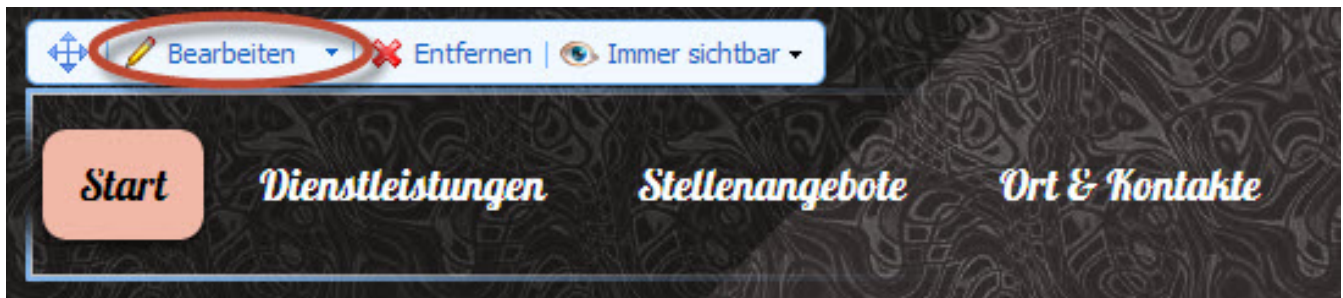 Bearbeiten | Entfernen | Immer sichtbar
Start Dienstleistungen Stellenangebote Ort & Kontakte